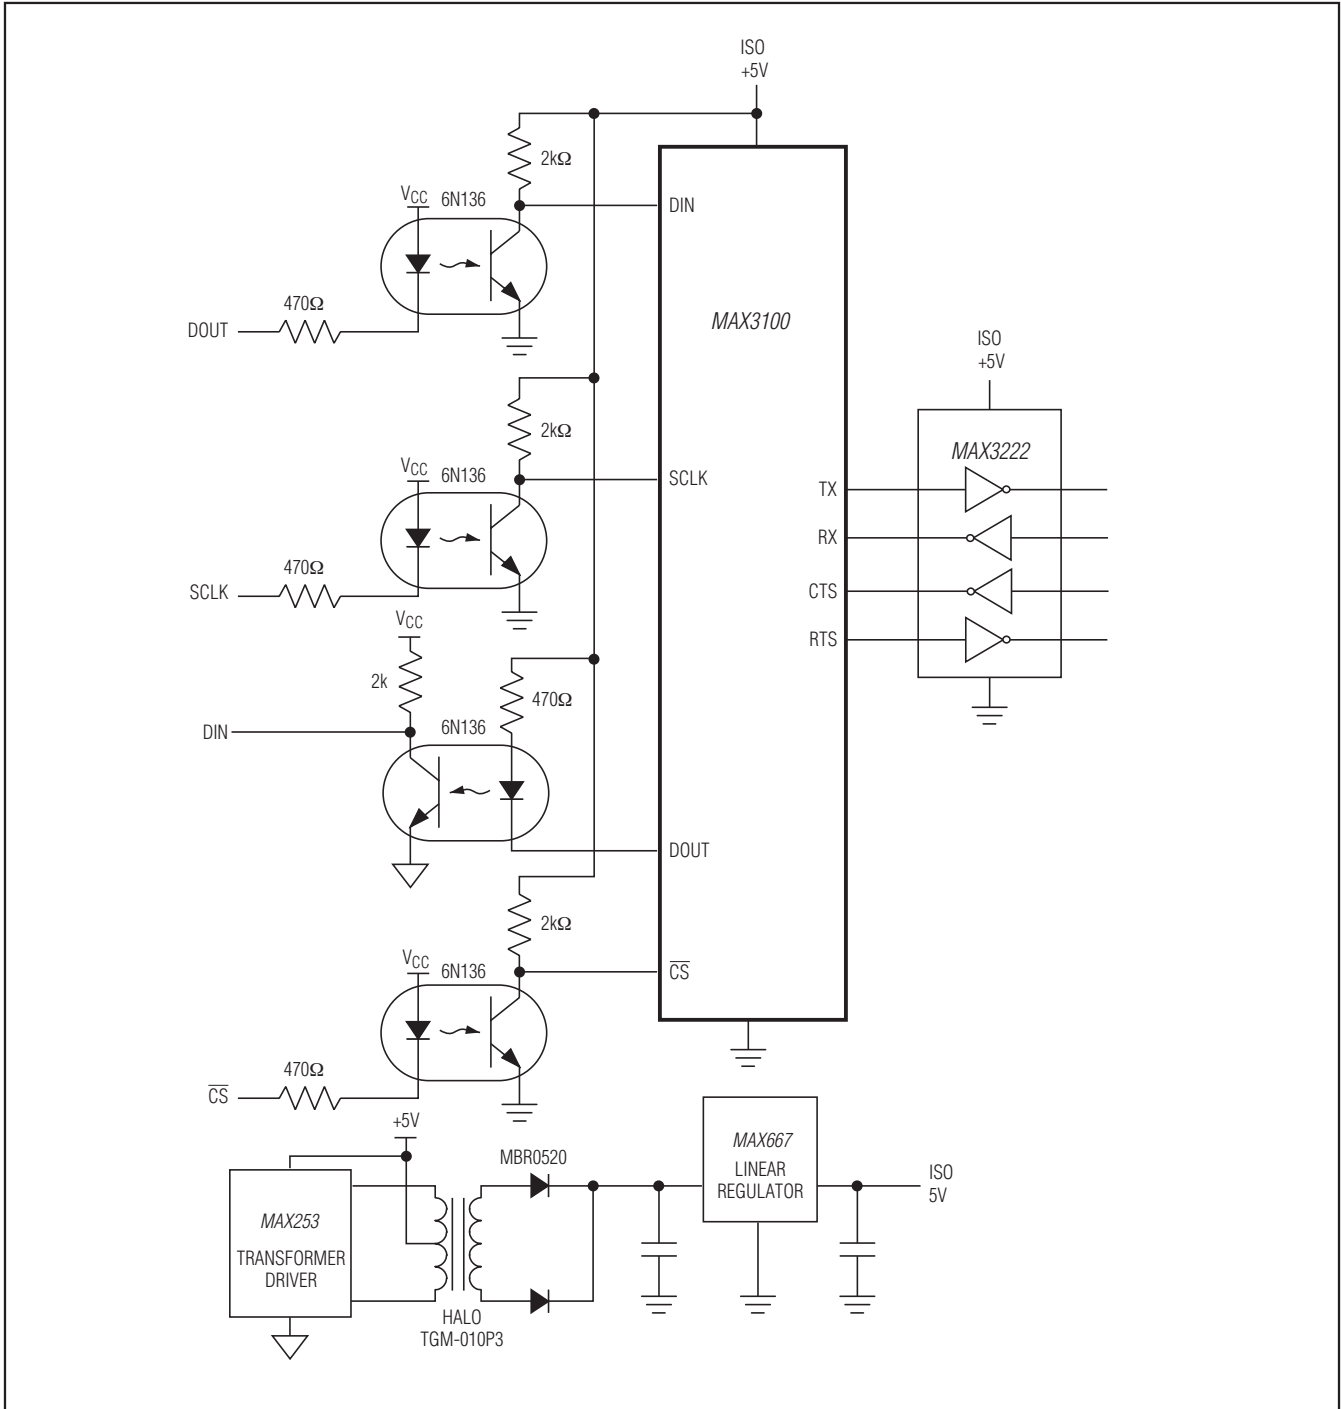 ISO
+5V
2kΩ
VCC
6N136
DIN
470Ω
DOUT
MAX3100
ISO
+5V
2kΩ
MAX3222
VCC
6N136
SCLK
TX
RX
470Ω
SCLK
CTS
VCC
RTS
2k
470Ω
6N136
DIN
DOUT
2kΩ
VCC
6N136
CS
470Ω
CS
+5V
MBR0520
MAX667
LINEAR
REGULATOR
ISO
5V
MAX253
TRANSFORMER
DRIVER
HALO
TGM-010P3